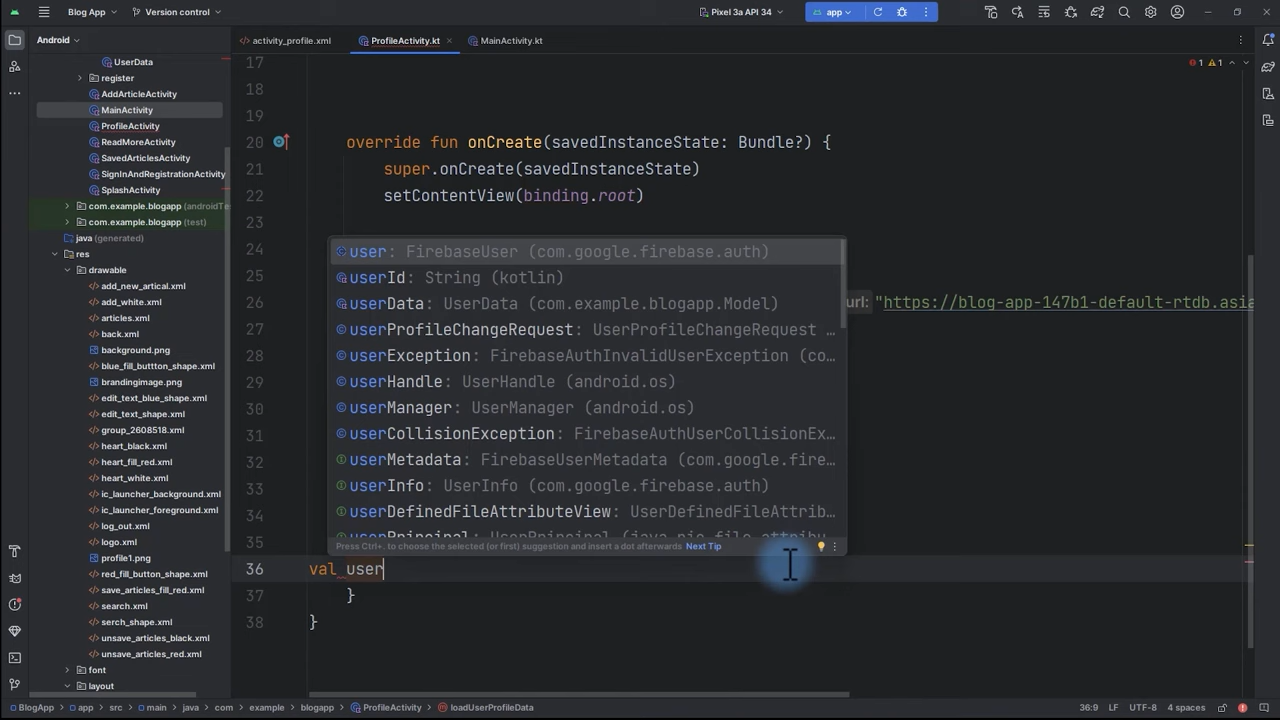 Blog App
Version control
Pixel 3a API 34
app
Android
activity_profile.xml
ProfileActivity.kt
MainActivity.kt
UserData
register
AddArticleActivity
MainActivity
ProfileActivity
ReadMoreActivity
SavedArticlesActivity
SignInAndRegistrationActivity
SplashActivity
com.example.blogapp (androidTe
com.example.blogapp (test)
java (generated)
res
drawable
add_new_artical.xml
add_white.xml
articles.xml
back.xml
background.png
blue_fill_buttton_shape.xml
brandingimage.png
edit_text_blue_shape.xml
edit_text_shape.xml
group_2608518.xml
heart_black.xml
heart_fill_red.xml
heart_white.xml
ic_launcher_background.xml
ic_launcher_foreground.xml
log_out.xml
logo.xml
profile1.png
red_fill_button_shape.xml
save_articles_fill_red.xml
search.xml
serch_shape.xml
unsave_articles_black.xml
unsave_articles_red.xml
font
layout
1 1
17
18
19
20 override fun onCreate(savedInstanceState: Bundle?) {
21 super.onCreate(savedInstanceState)
22 setContentView(binding.root)
23
24
25
26 url: "https://blog-app-147b1-default-rtdb.asia
27
28
29
30
31
32
33
34
35
36 val user
37 }
38 }
user: FirebaseUser (com.google.firebase.auth)
userId: String (kotlin)
userData: UserData (com.example.blogapp.Model)
userProfileChangeRequest: UserProfileChangeRequest …
userException: FirebaseAuthInvalidUserException (co…
userHandle: UserHandle (android.os)
userManager: UserManager (android.os)
userCollisionException: FirebaseAuthUserCollisionEx…
userMetadata: FirebaseUserMetadata (com.google.fire…
userInfo: UserInfo (com.google.firebase.auth)
userDefinedFileAttributeView: UserDefinedFileAttrib…
userPrincipal: UserPrincipal (java.nio.file.attribu…
Press Ctrl+. to choose the selected (or first) suggestion and insert a dot afterwards Next Tip
BlogApp > app > src > main > java > com > example > blogapp > ProfileActivity > loadUserProfileData
36:9 LF UTF-8 4 spaces